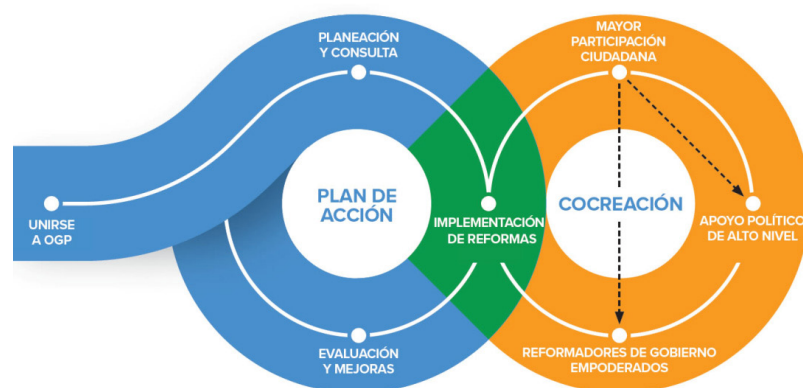 PLANEACIÓN
Y CONSULTA
MAYOR
PARTICIPACIÓN
CIUDADANA
UNIRSE
A OGP
PLAN DE
ACCIÓN
IMPLEMENTACIÓN
DE REFORMAS
COCREACIÓN
APOYO POLÍTICO
DE ALTO NIVEL
EVALUACIÓN
Y MEJORAS
REFORMADORES DE GOBIERNO
EMPODERADOS